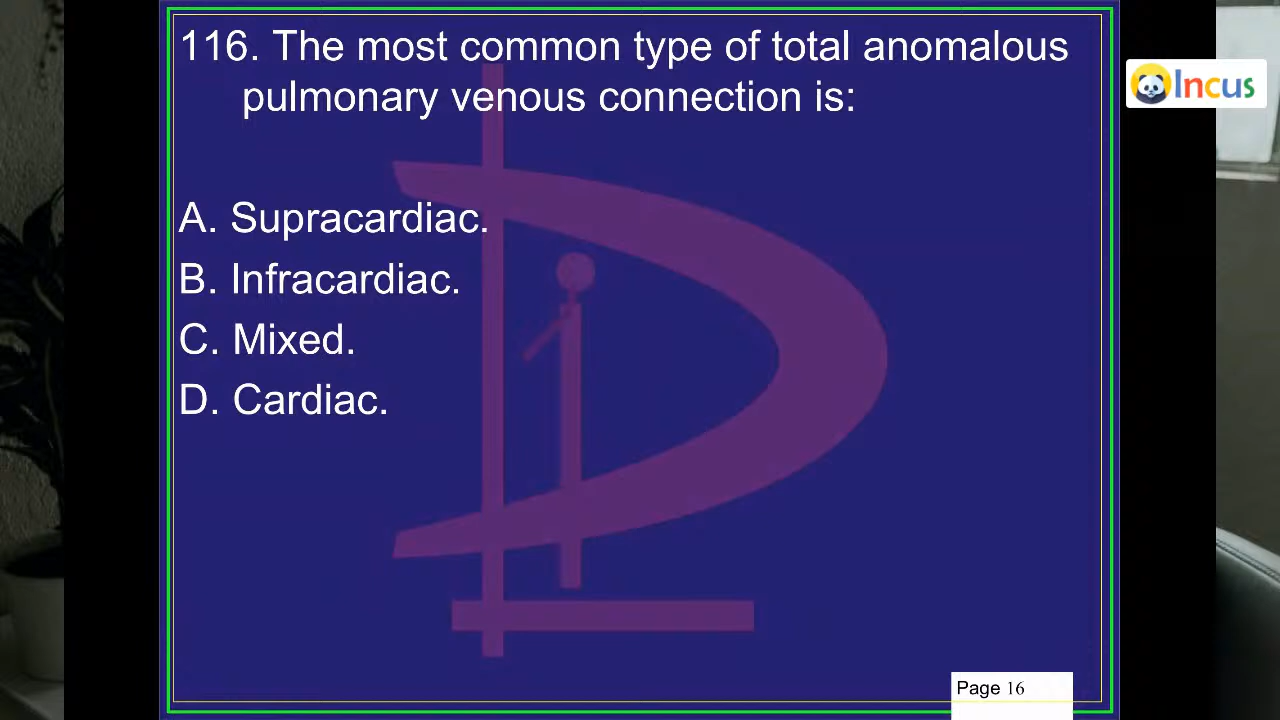 116. The most common type of total anomalous
pulmonary venous connection is:
A. Supracardiac.
B. Infracardiac.
C. Mixed.
D. Cardiac.
Incus
Page 16